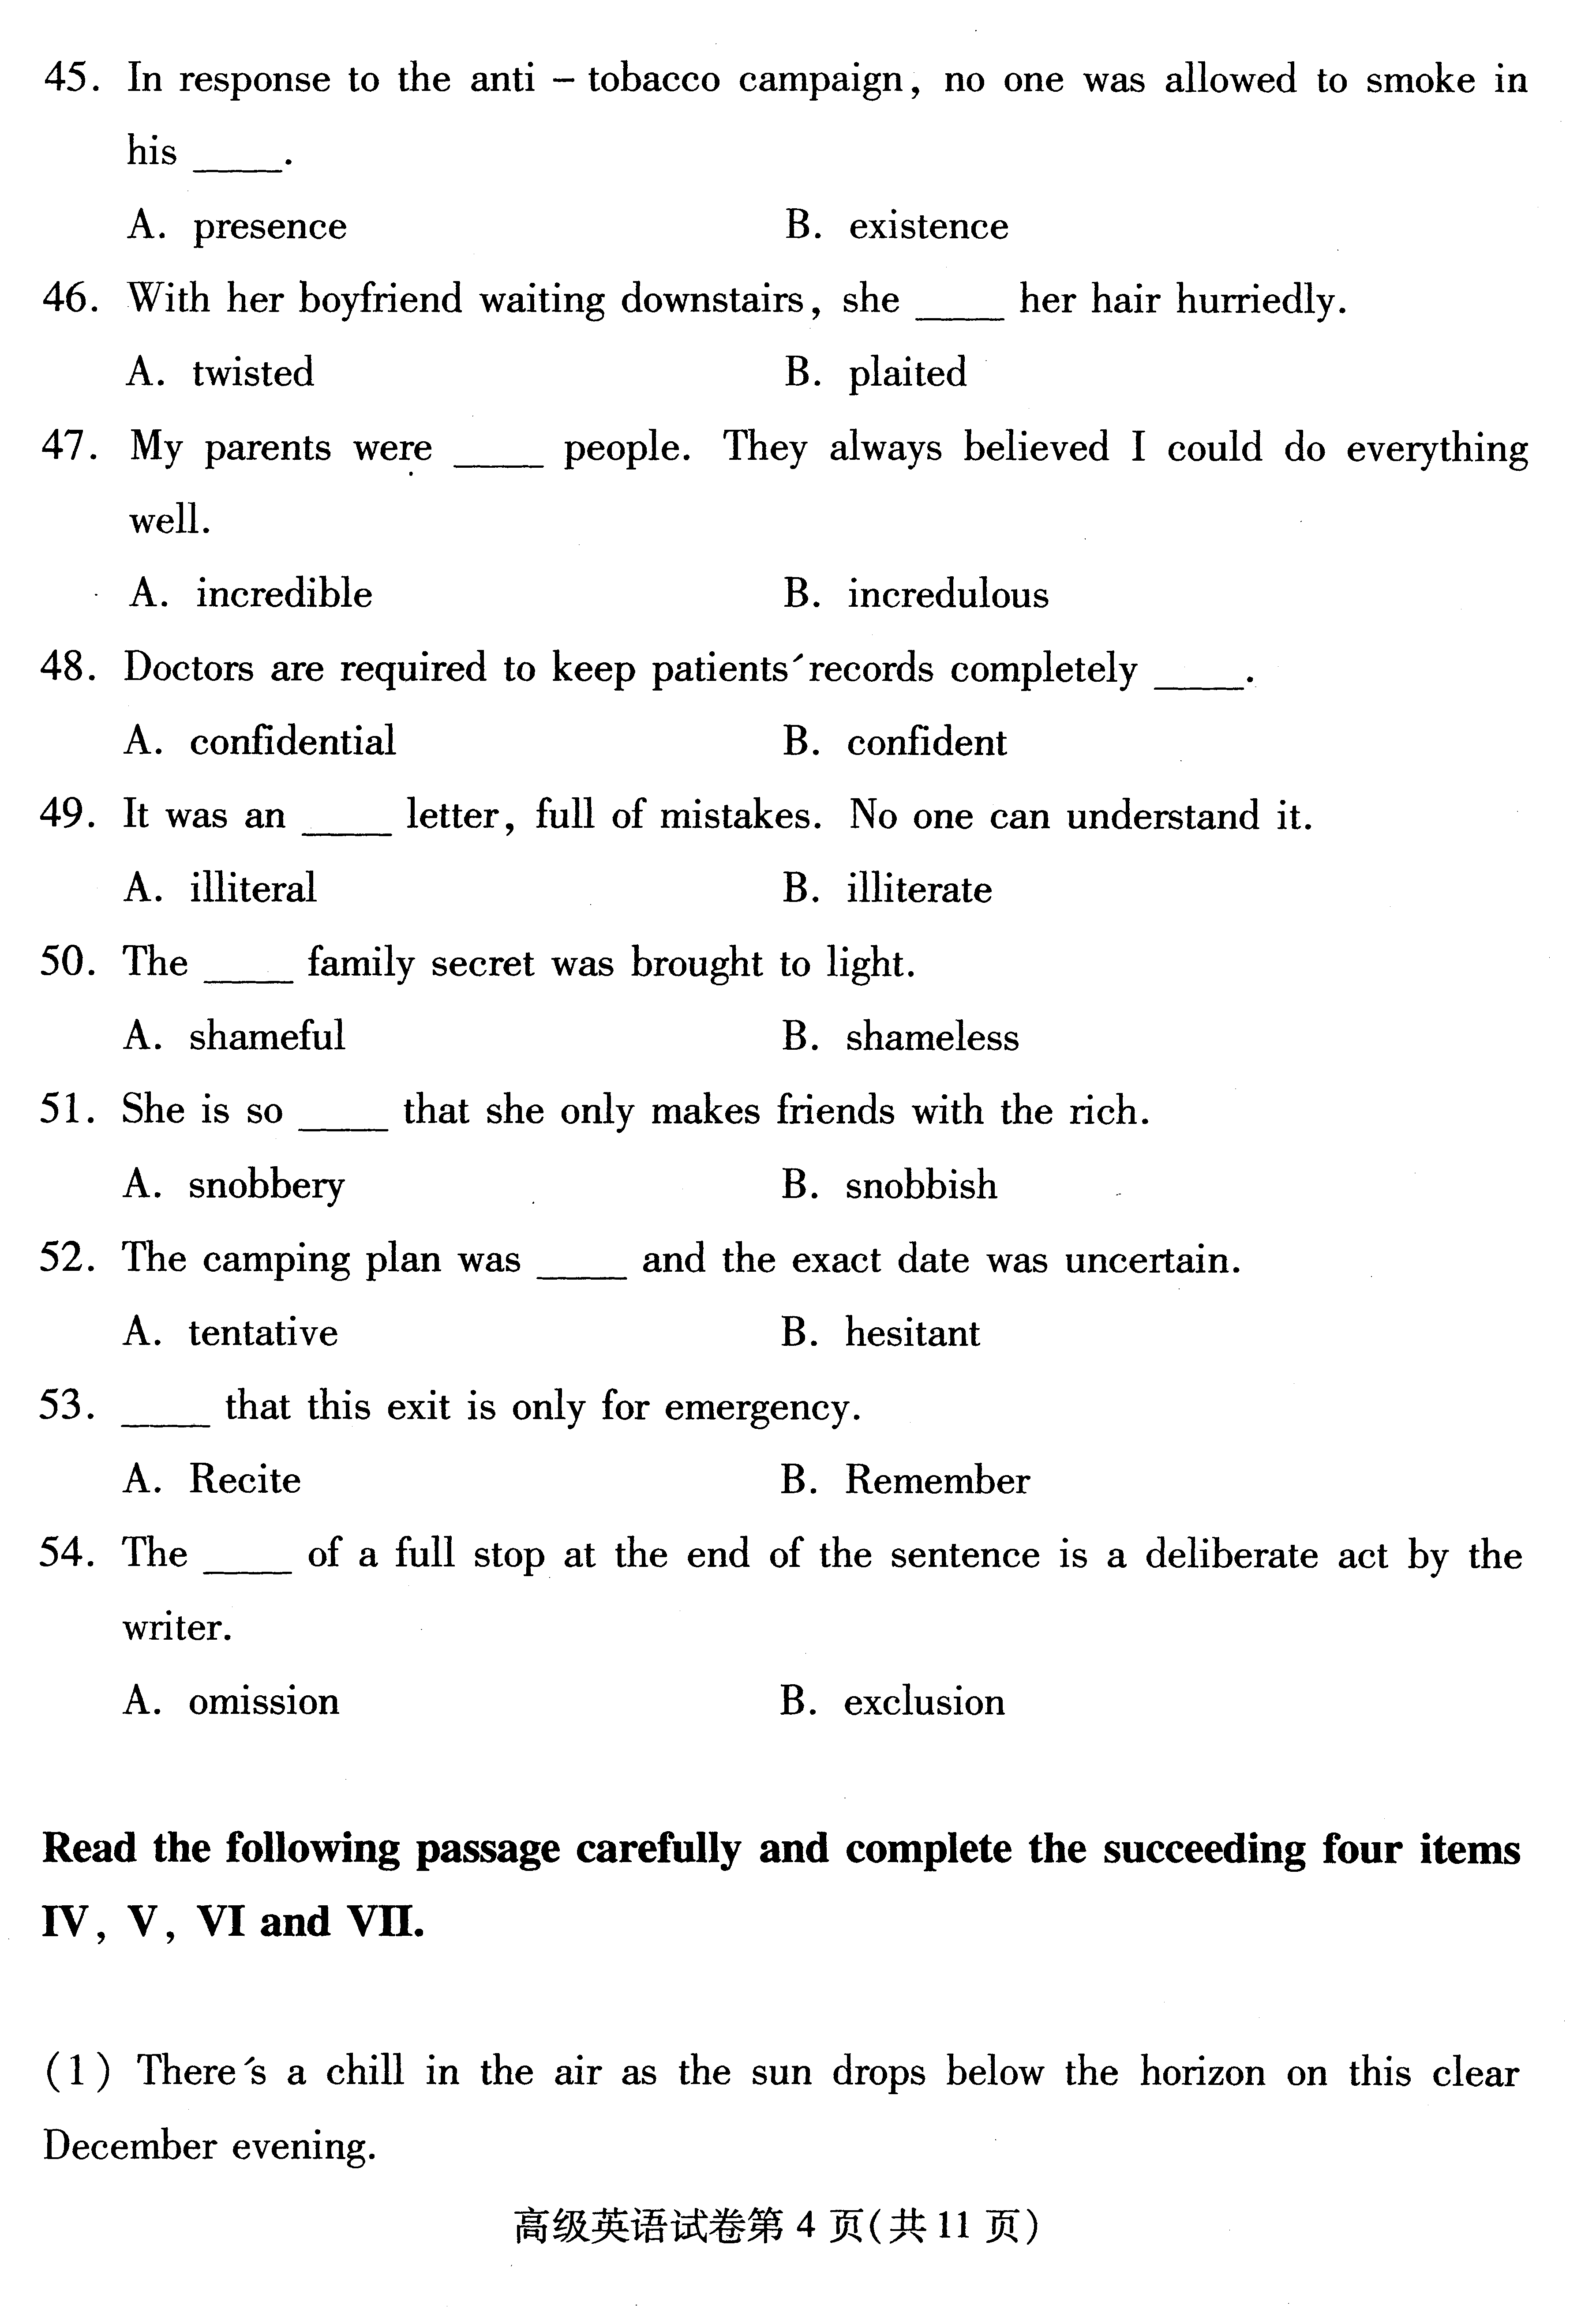 45. In response to the anti – tobacco campaign, no one was allowed to smoke in
his ____.
A. presence B. existence
46. With her boyfriend waiting downstairs, she ____ her hair hurriedly.
A. twisted B. plaited
47. My parents were ____ people. They always believed I could do everything
well.
A. incredible B. incredulous
48. Doctors are required to keep patients´records completely ____.
A. confidential B. confident
49. It was an ____ letter, full of mistakes. No one can understand it.
A. illiteral B. illiterate
50. The ____ family secret was brought to light.
A. shameful B. shameless
51. She is so ____ that she only makes friends with the rich.
A. snobbery B. snobbish
52. The camping plan was ____ and the exact date was uncertain.
A. tentative B. hesitant
53. ____ that this exit is only for emergency.
A. Recite B. Remember
54. The ____ of a full stop at the end of the sentence is a deliberate act by the
writer.
A. omission B. exclusion
Read the following passage carefully and complete the succeeding four items
IV, V, VI and VII.
(1) There´s a chill in the air as the sun drops below the horizon on this clear
December evening.
高级英语试卷第 4 页(共 11 页)